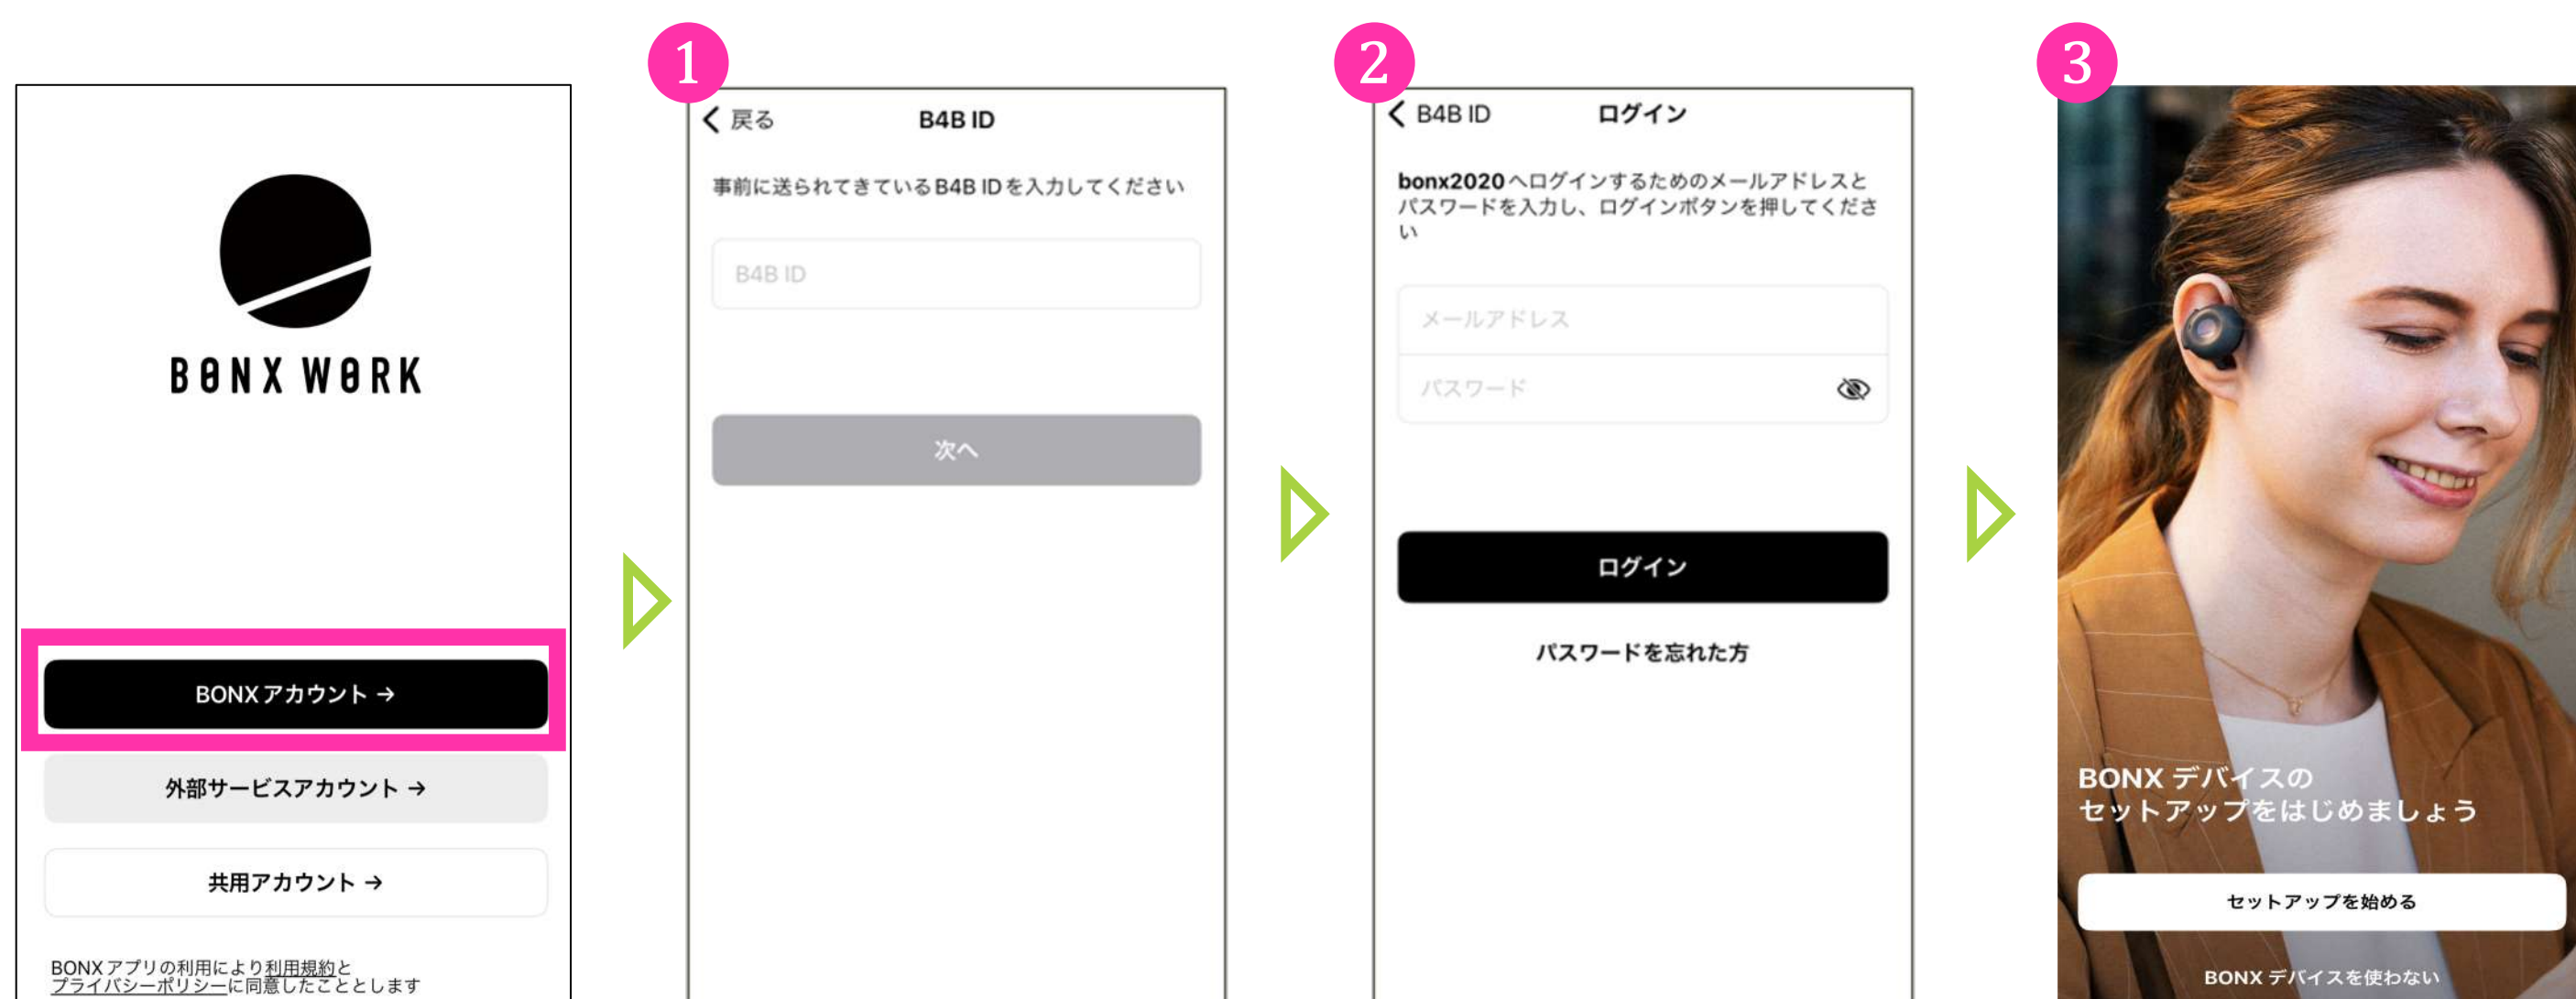 BONX WORK
BONXアカウント →
外部サービスアカウント →
共用アカウント →
BONXアプリの利用により利用規約と
プライバシーポリシーに同意したこととします
1
戻る
B4B ID
事前に送られてきているB4B IDを入力してください
B4B ID
次へ
2
B4B ID
ログイン
bonx2020へログインするためのメールアドレスと
パスワードを入力し、ログインボタンを押してくださ
い
メールアドレス
パスワード
ログイン
パスワードを忘れた方
3
BONX デバイスの
セットアップをはじめましょう
セットアップを始める
BONX デバイスを使わない